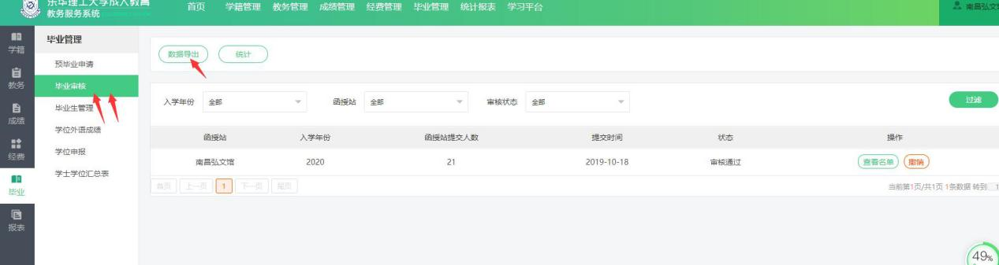 东华理工大学成人教育
教务服务系统
首页 学籍管理 教务管理 成绩管理 经费管理 毕业管理 统计报表 学习平台
南昌弘文馆
学籍
教务
成绩
经费
毕业
报表
毕业管理
预毕业申请
毕业审核
毕业生管理
学位外语成绩
学位申报
学士学位汇总表
数据导出 统计
入学年份 全部 函授站 全部 审核状态 全部 过滤
函授站 入学年份 函授站提交人数 提交时间 状态 操作
南昌弘文馆 2020 21 2019-10-18 审核通过 查看名单 撤销
首页 上一页 1 下一页 尾页
当前第1页/共1页 1条数据 转到 1
49%